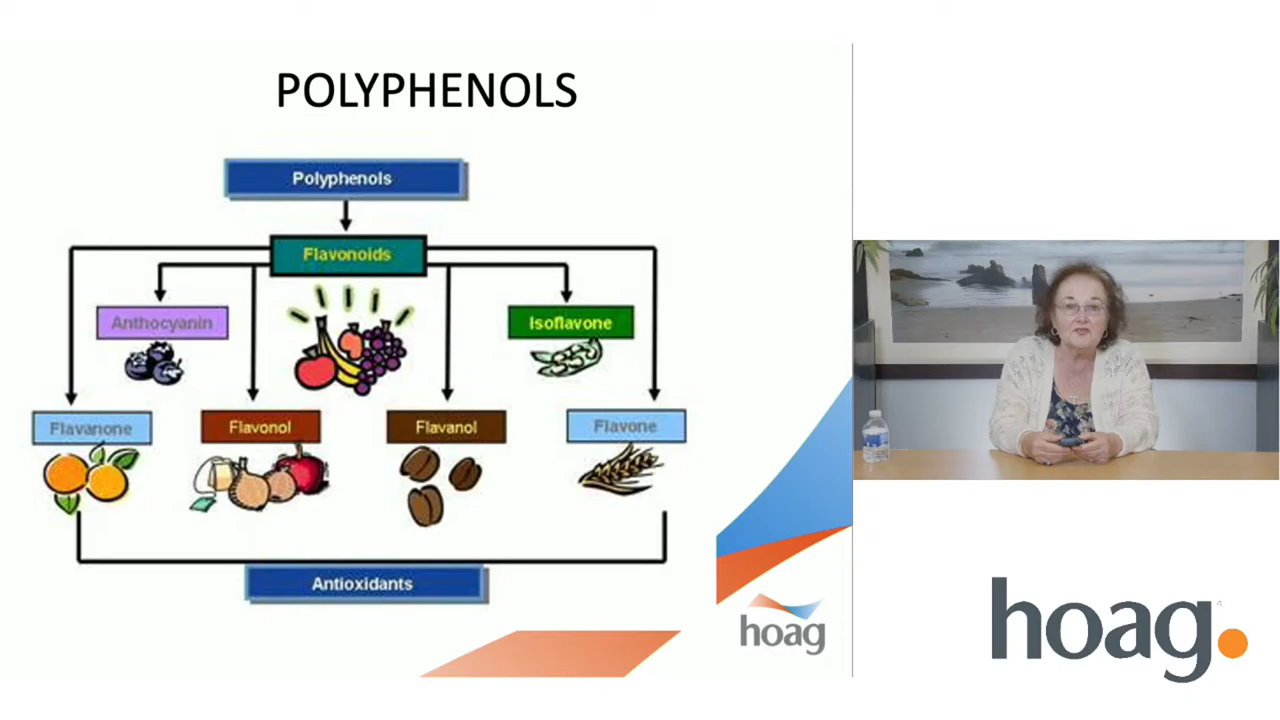 POLYPHENOLS
Polyphenols
Flavonoids
Anthocyanin
Isoflavone
Flavanone
Flavonol
Flavanol
Flavone
Antioxidants
hoag
hoag.